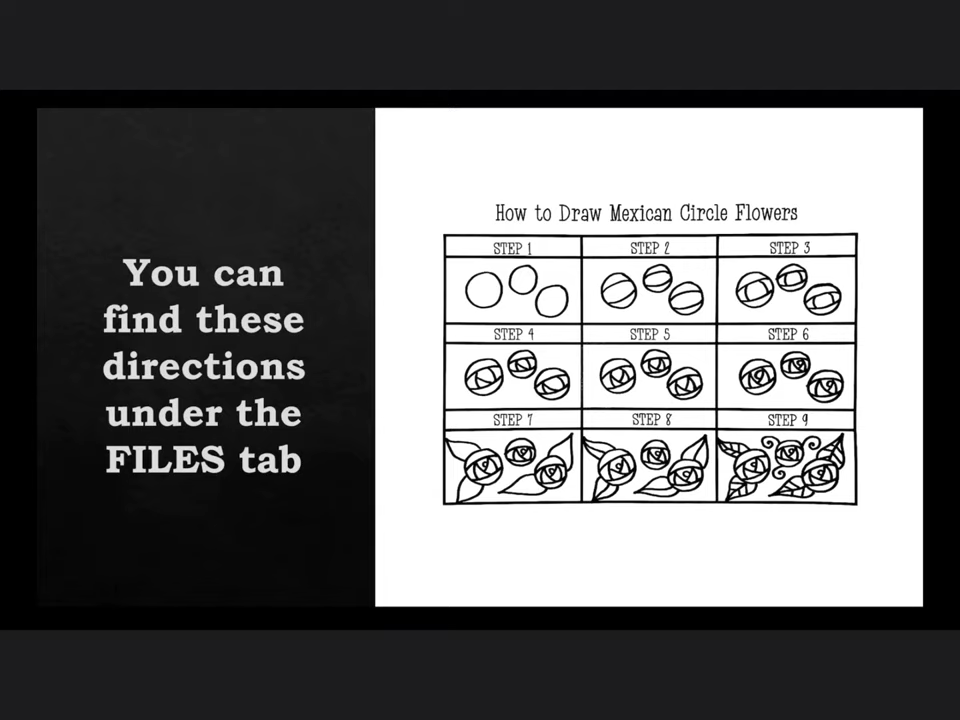 You can
find these
directions
under the
FILES tab
How to Draw Mexican Circle Flowers
STEP 1 STEP 2 STEP 3
STEP 4 STEP 5 STEP 6
STEP 7 STEP 8 STEP 9